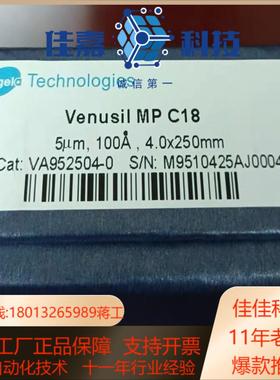 佳嘉 科技
诚信第一
gela Technologies
Venusil MP C18
5μm, 100Å , 4.0x250mm
Cat: VA952504-0 S/N: M9510425AJ0004
线:18013265989蒋工
工厂正品保障 支持开票
自动化技术 十一年行业经验
佳佳科
11年老
爆款推